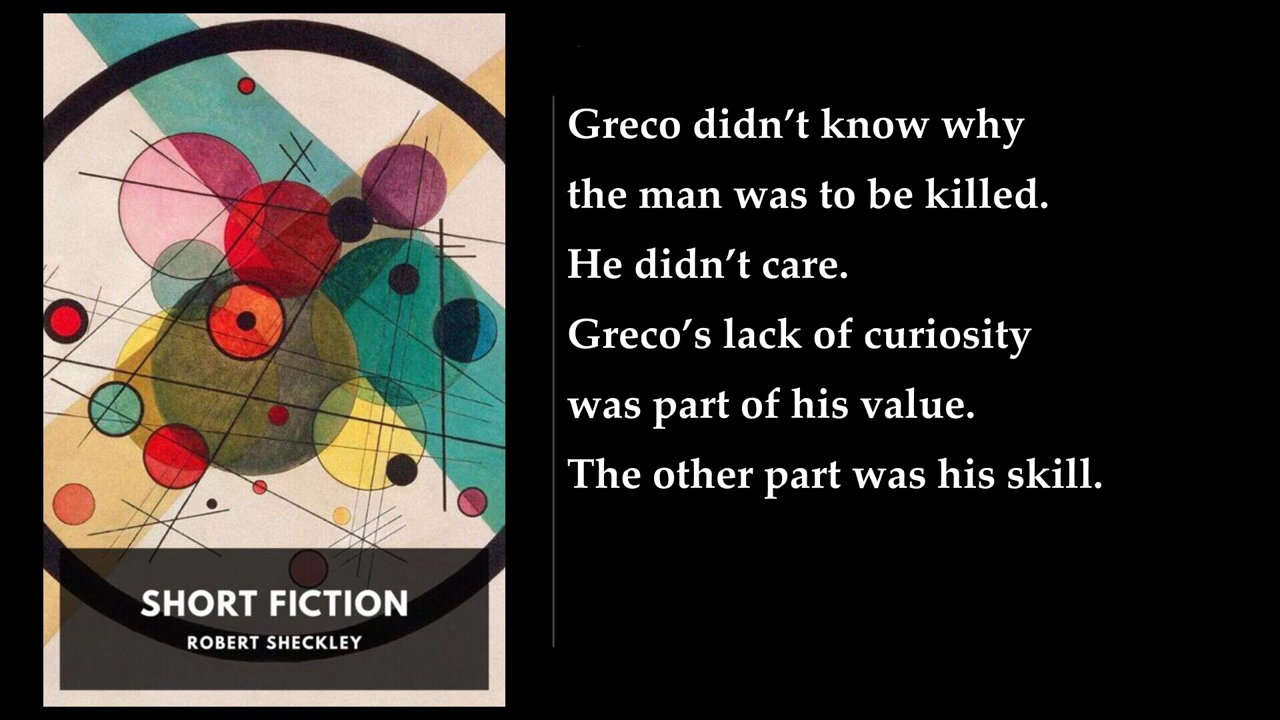 SHORT FICTION
ROBERT SHECKLEY
Greco didn’t know why
the man was to be killed.
He didn’t care.
Greco’s lack of curiosity
was part of his value.
The other part was his skill.